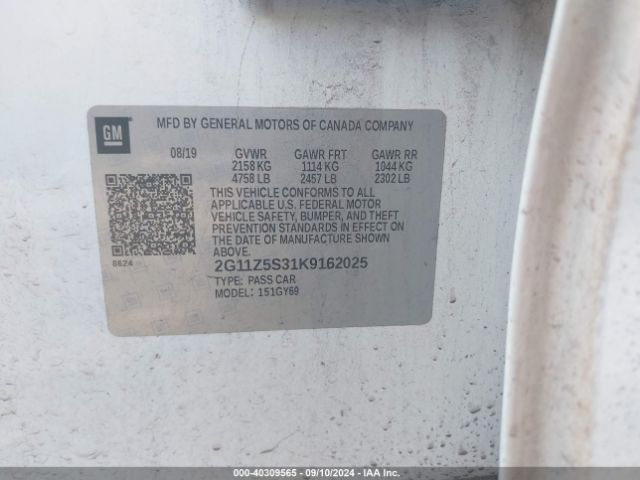 GM
MFD BY GENERAL MOTORS OF CANADA COMPANY
08/19 GVWR GAWR FRT GAWR RR
2158 KG 1114 KG 1044 KG
4758 LB 2457 LB 2302 LB
THIS VEHICLE CONFORMS TO ALL
APPLICABLE U.S. FEDERAL MOTOR
VEHICLE SAFETY, BUMPER, AND THEFT
PREVENTION STANDARDS IN EFFECT ON
THE DATE OF MANUFACTURE SHOWN
ABOVE.
8624
2G11Z5S31K9162025
TYPE: PASS CAR
MODEL: 151GY69
000-40309565 - 09/10/2024 - IAA Inc.